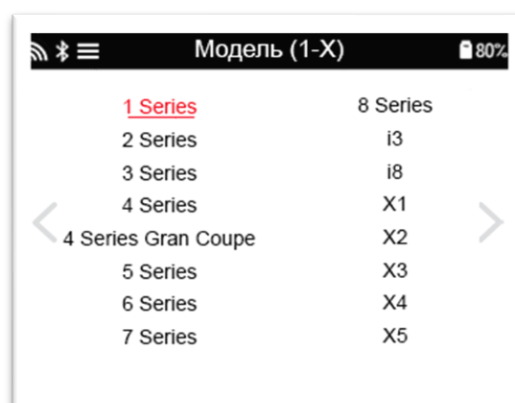 Модель (1-X)
80%
1 Series
2 Series
3 Series
4 Series
4 Series Gran Coupe
5 Series
6 Series
7 Series
8 Series
i3
i8
X1
X2
X3
X4
X5